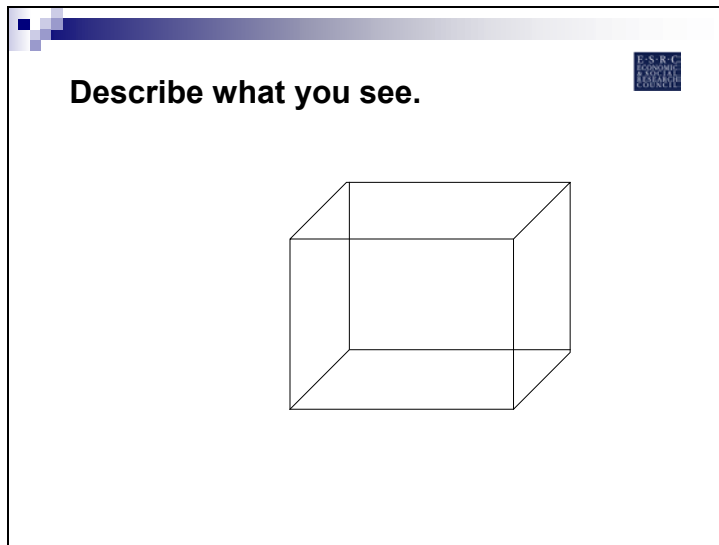 Describe what you see.
E·S·R·C
ECONOMIC
& SOCIAL
RESEARCH
COUNCIL